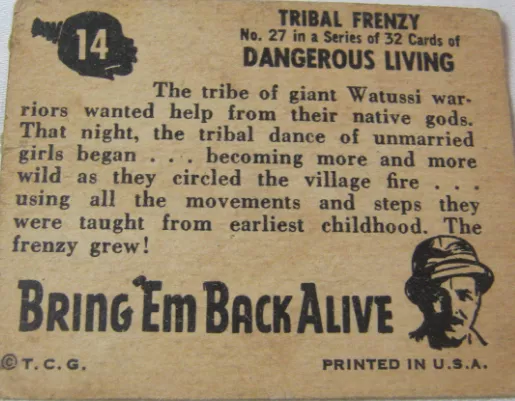 14
TRIBAL FRENZY
No. 27 in a Series of 32 Cards of
DANGEROUS LIVING
The tribe of giant Watussi war-
riors wanted help from their native gods.
That night, the tribal dance of unmarried
girls began . . . becoming more and more
wild as they circled the village fire . . .
using all the movements and steps they
were taught from earliest childhood. The
frenzy grew!
BRING 'EM BACK ALIVE
© T. C. G.
PRINTED IN U.S.A.